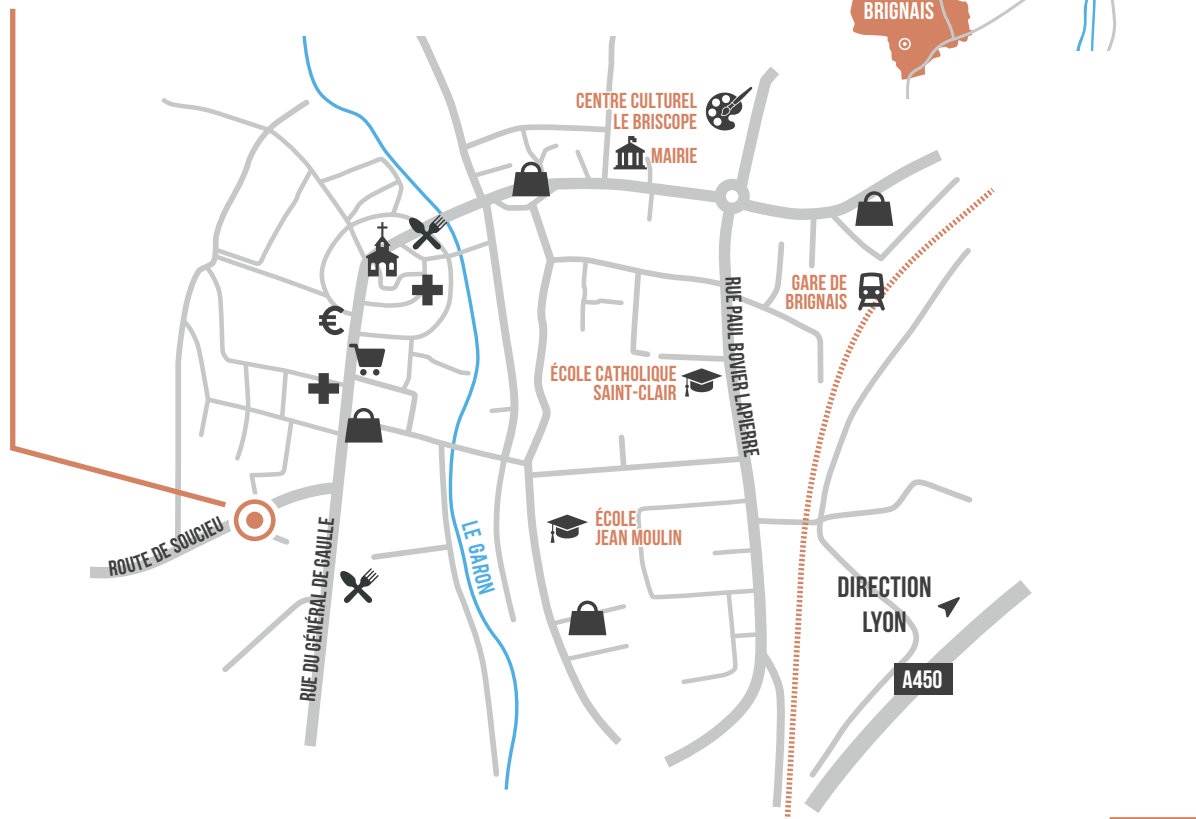 BRIGNAIS
CENTRE CULTUREL
LE BRISCOPE
MAIRIE
GARE DE
BRIGNAIS
RUE PAUL BOVIER LAPIERRE
€
ÉCOLE CATHOLIQUE
SAINT-CLAIR
ÉCOLE
JEAN MOULIN
ROUTE DE SOUCIEU
RUE DU GÉNÉRAL DE GAULLE
LE GARON
DIRECTION
LYON
A450